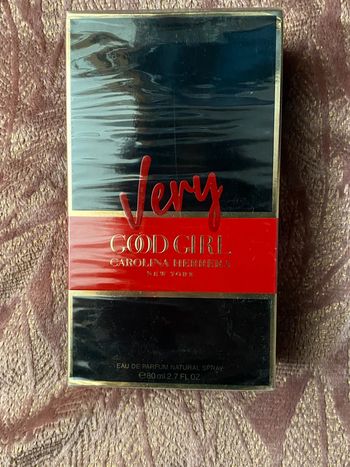 Very
GOOD GIRL
CAROLINA HERRERA
NEW YORK
EAU DE PARFUM NATURAL SPRAY
℮80 ml 2.7 FL OZ